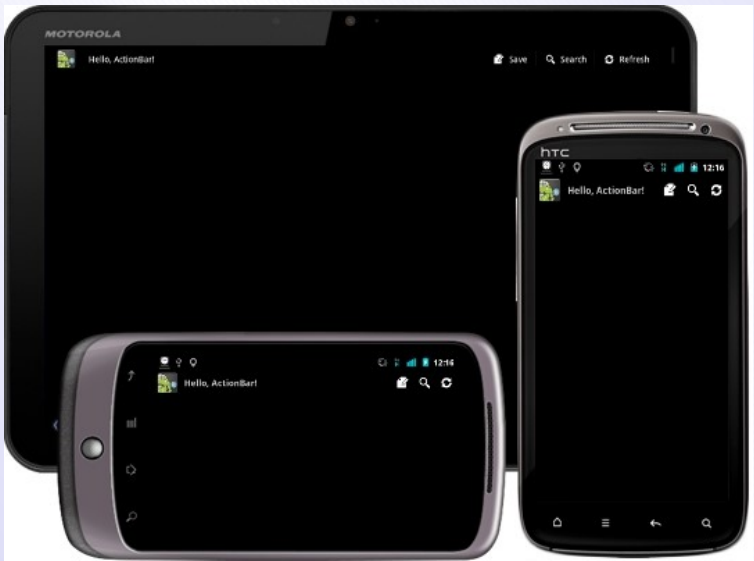 MOTOROLA
Hello, ActionBar!
Save
Search
Refresh
hTC
12:16
Hello, ActionBar!
12:16
Hello, ActionBar!